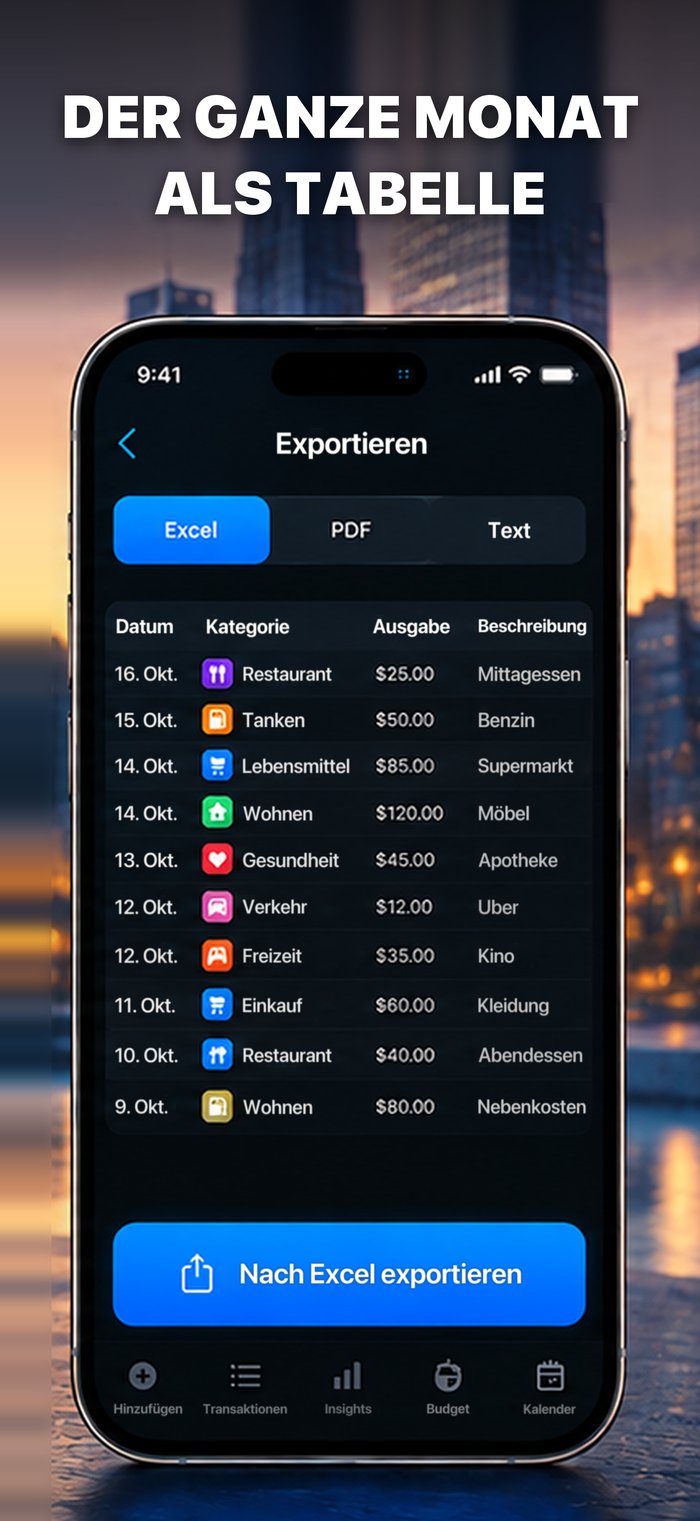 DER GANZE MONAT
ALS TABELLE
9:41
Exportieren
Excel PDF Text
Datum Kategorie Ausgabe Beschreibung
16. Okt. Restaurant $25.00 Mittagessen
15. Okt. Tanken $50.00 Benzin
14. Okt. Lebensmittel $85.00 Supermarkt
14. Okt. Wohnen $120.00 Möbel
13. Okt. Gesundheit $45.00 Apotheke
12. Okt. Verkehr $12.00 Uber
12. Okt. Freizeit $35.00 Kino
11. Okt. Einkauf $60.00 Kleidung
10. Okt. Restaurant $40.00 Abendessen
9. Okt. Wohnen $80.00 Nebenkosten
Nach Excel exportieren
Hinzufügen Transaktionen Insights Budget Kalender